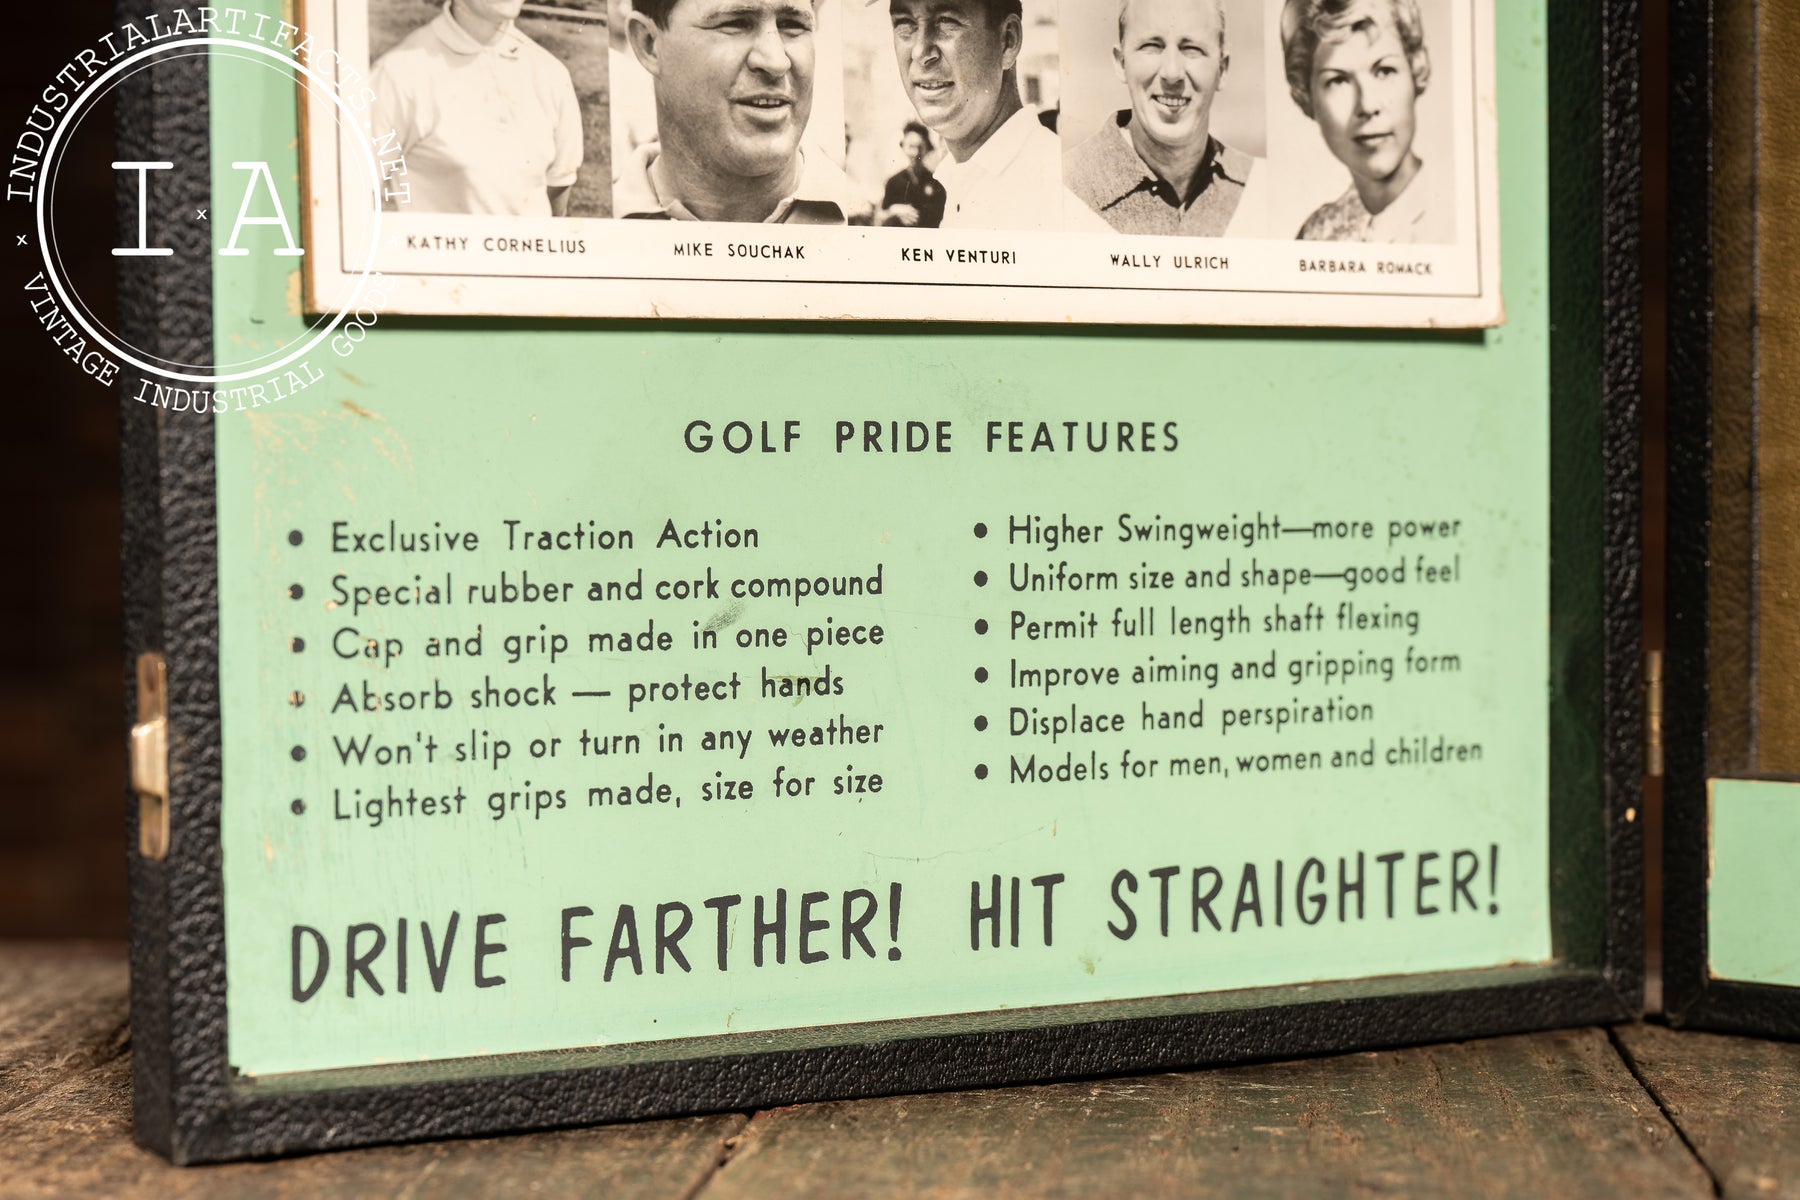 INDUSTRIALARTIFACTS.NET
I x A
x
VINTAGE INDUSTRIAL GOODS
KATHY CORNELIUS
MIKE SOUCHAK
KEN VENTURI
WALLY ULRICH
BARBARA ROMACK
GOLF PRIDE FEATURES
• Exclusive Traction Action
• Special rubber and cork compound
• Cap and grip made in one piece
• Absorb shock — protect hands
• Won't slip or turn in any weather
• Lightest grips made, size for size
• Higher Swingweight—more power
• Uniform size and shape—good feel
• Permit full length shaft flexing
• Improve aiming and gripping form
• Displace hand perspiration
• Models for men, women and children
DRIVE FARTHER! HIT STRAIGHTER!